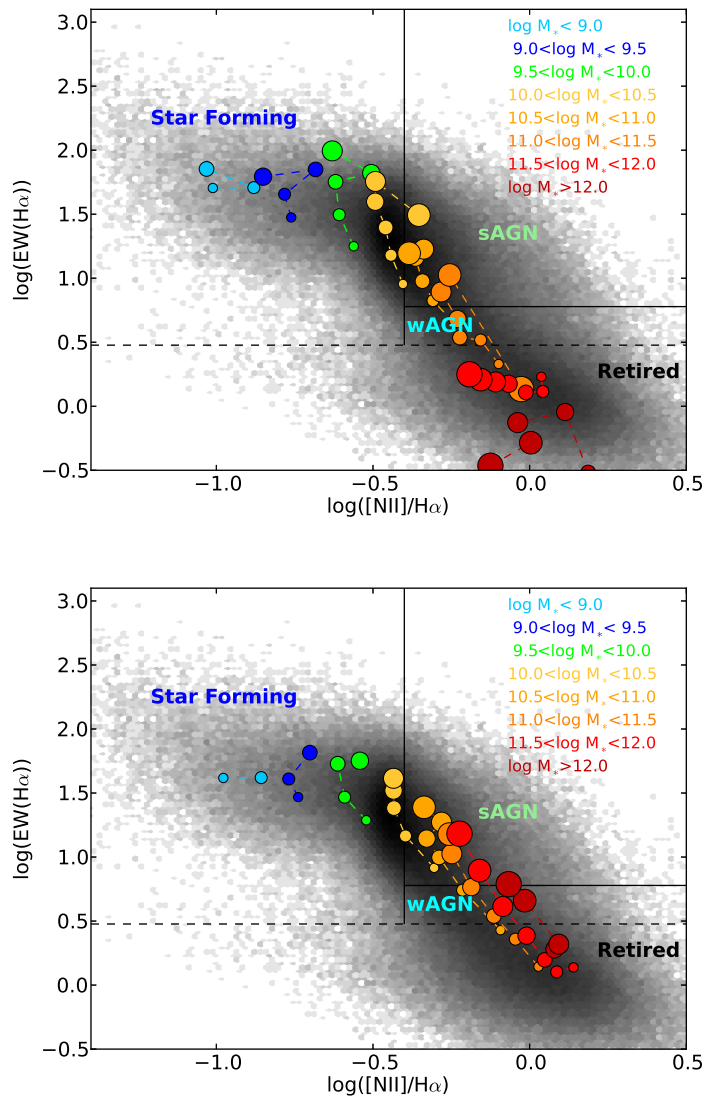 3.0
2.5
2.0
1.5
1.0
0.5
0.0
−0.5
log(EW(Hα))
log M* < 9.0
9.0<log M* < 9.5
9.5<log M*<10.0
10.0<log M*<10.5
10.5<log M*<11.0
11.0<log M*<11.5
11.5<log M*<12.0
log M*>12.0
Star Forming
sAGN
wAGN
Retired
−1.0 −0.5 0.0 0.5
log([NII]/Hα)
3.0
2.5
2.0
1.5
1.0
0.5
0.0
−0.5
log(EW(Hα))
log M* < 9.0
9.0<log M* < 9.5
9.5<log M*<10.0
10.0<log M*<10.5
10.5<log M*<11.0
11.0<log M*<11.5
11.5<log M*<12.0
log M*>12.0
Star Forming
sAGN
wAGN
Retired
−1.0 −0.5 0.0 0.5
log([NII]/Hα)